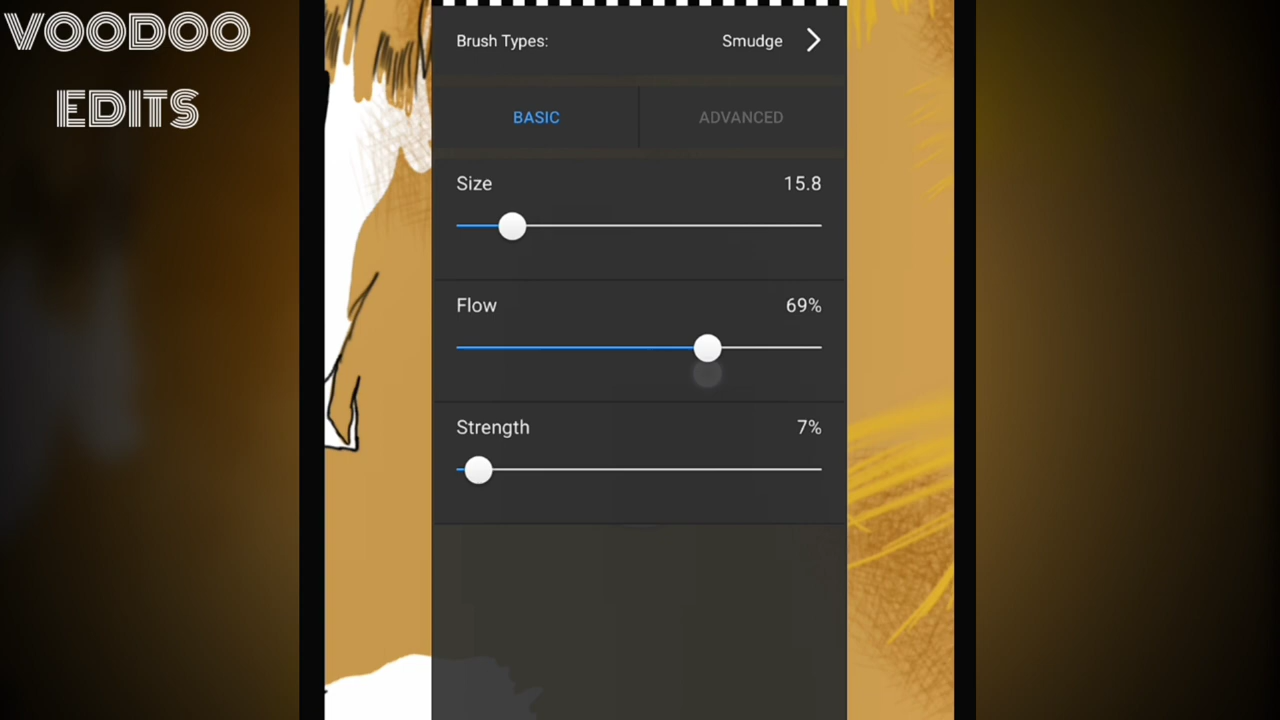 VOODOO
EDITS
Brush Types: Smudge
BASIC ADVANCED
Size 15.8
Flow 69%
Strength 7%